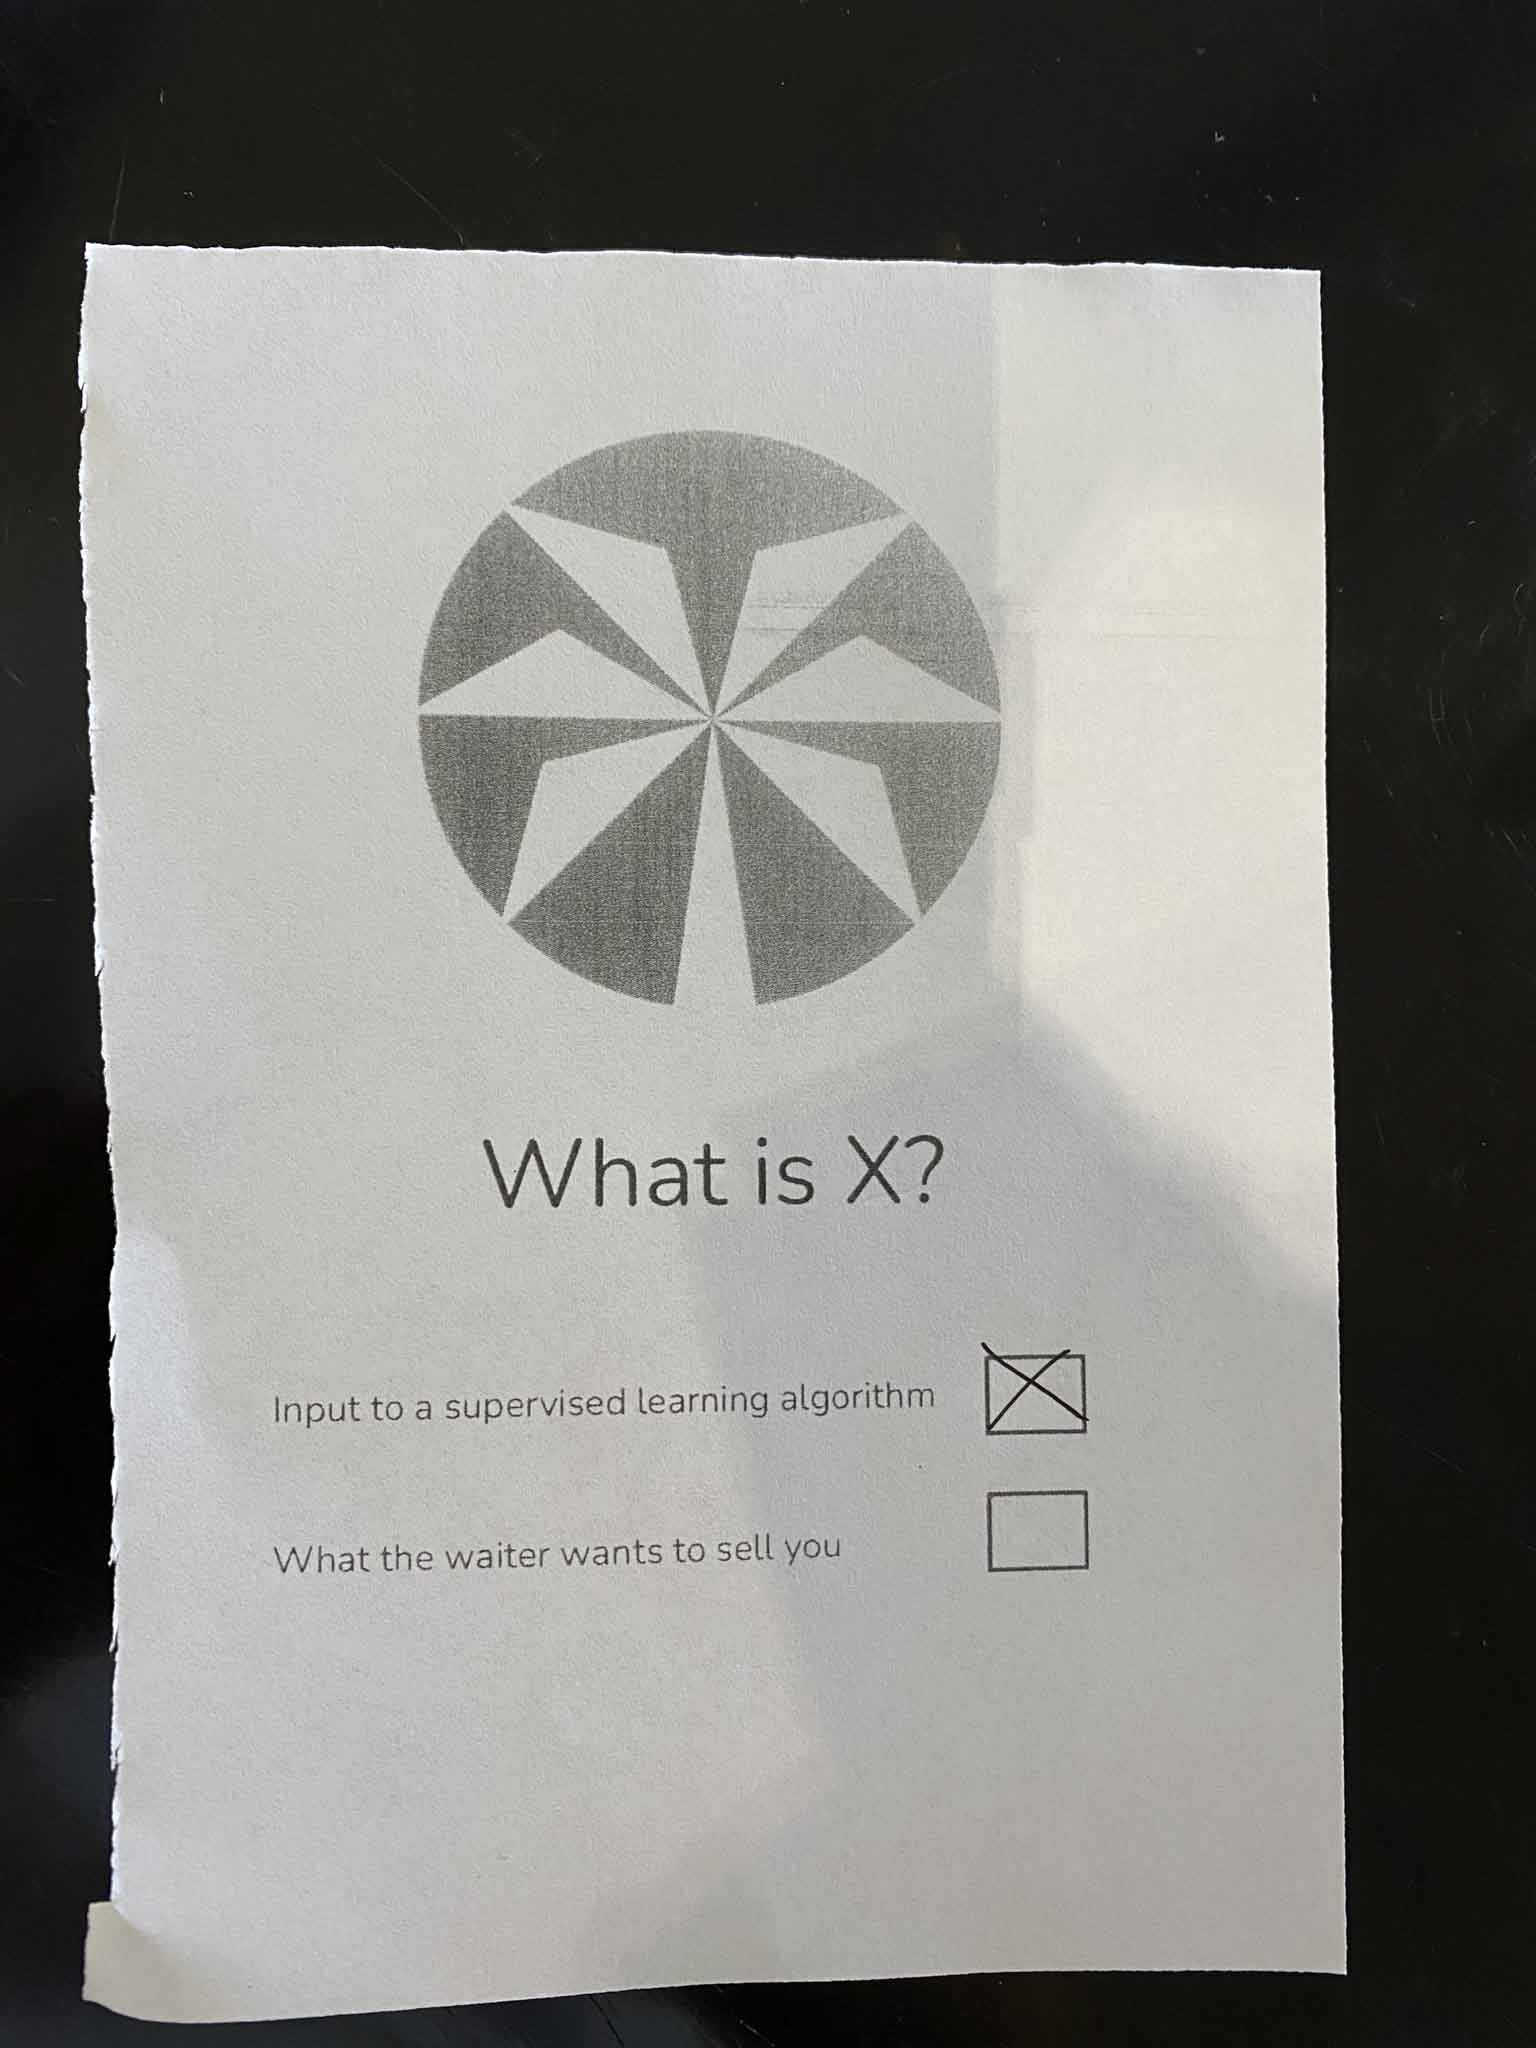 What is X?
Input to a supervised learning algorithm
What the waiter wants to sell you